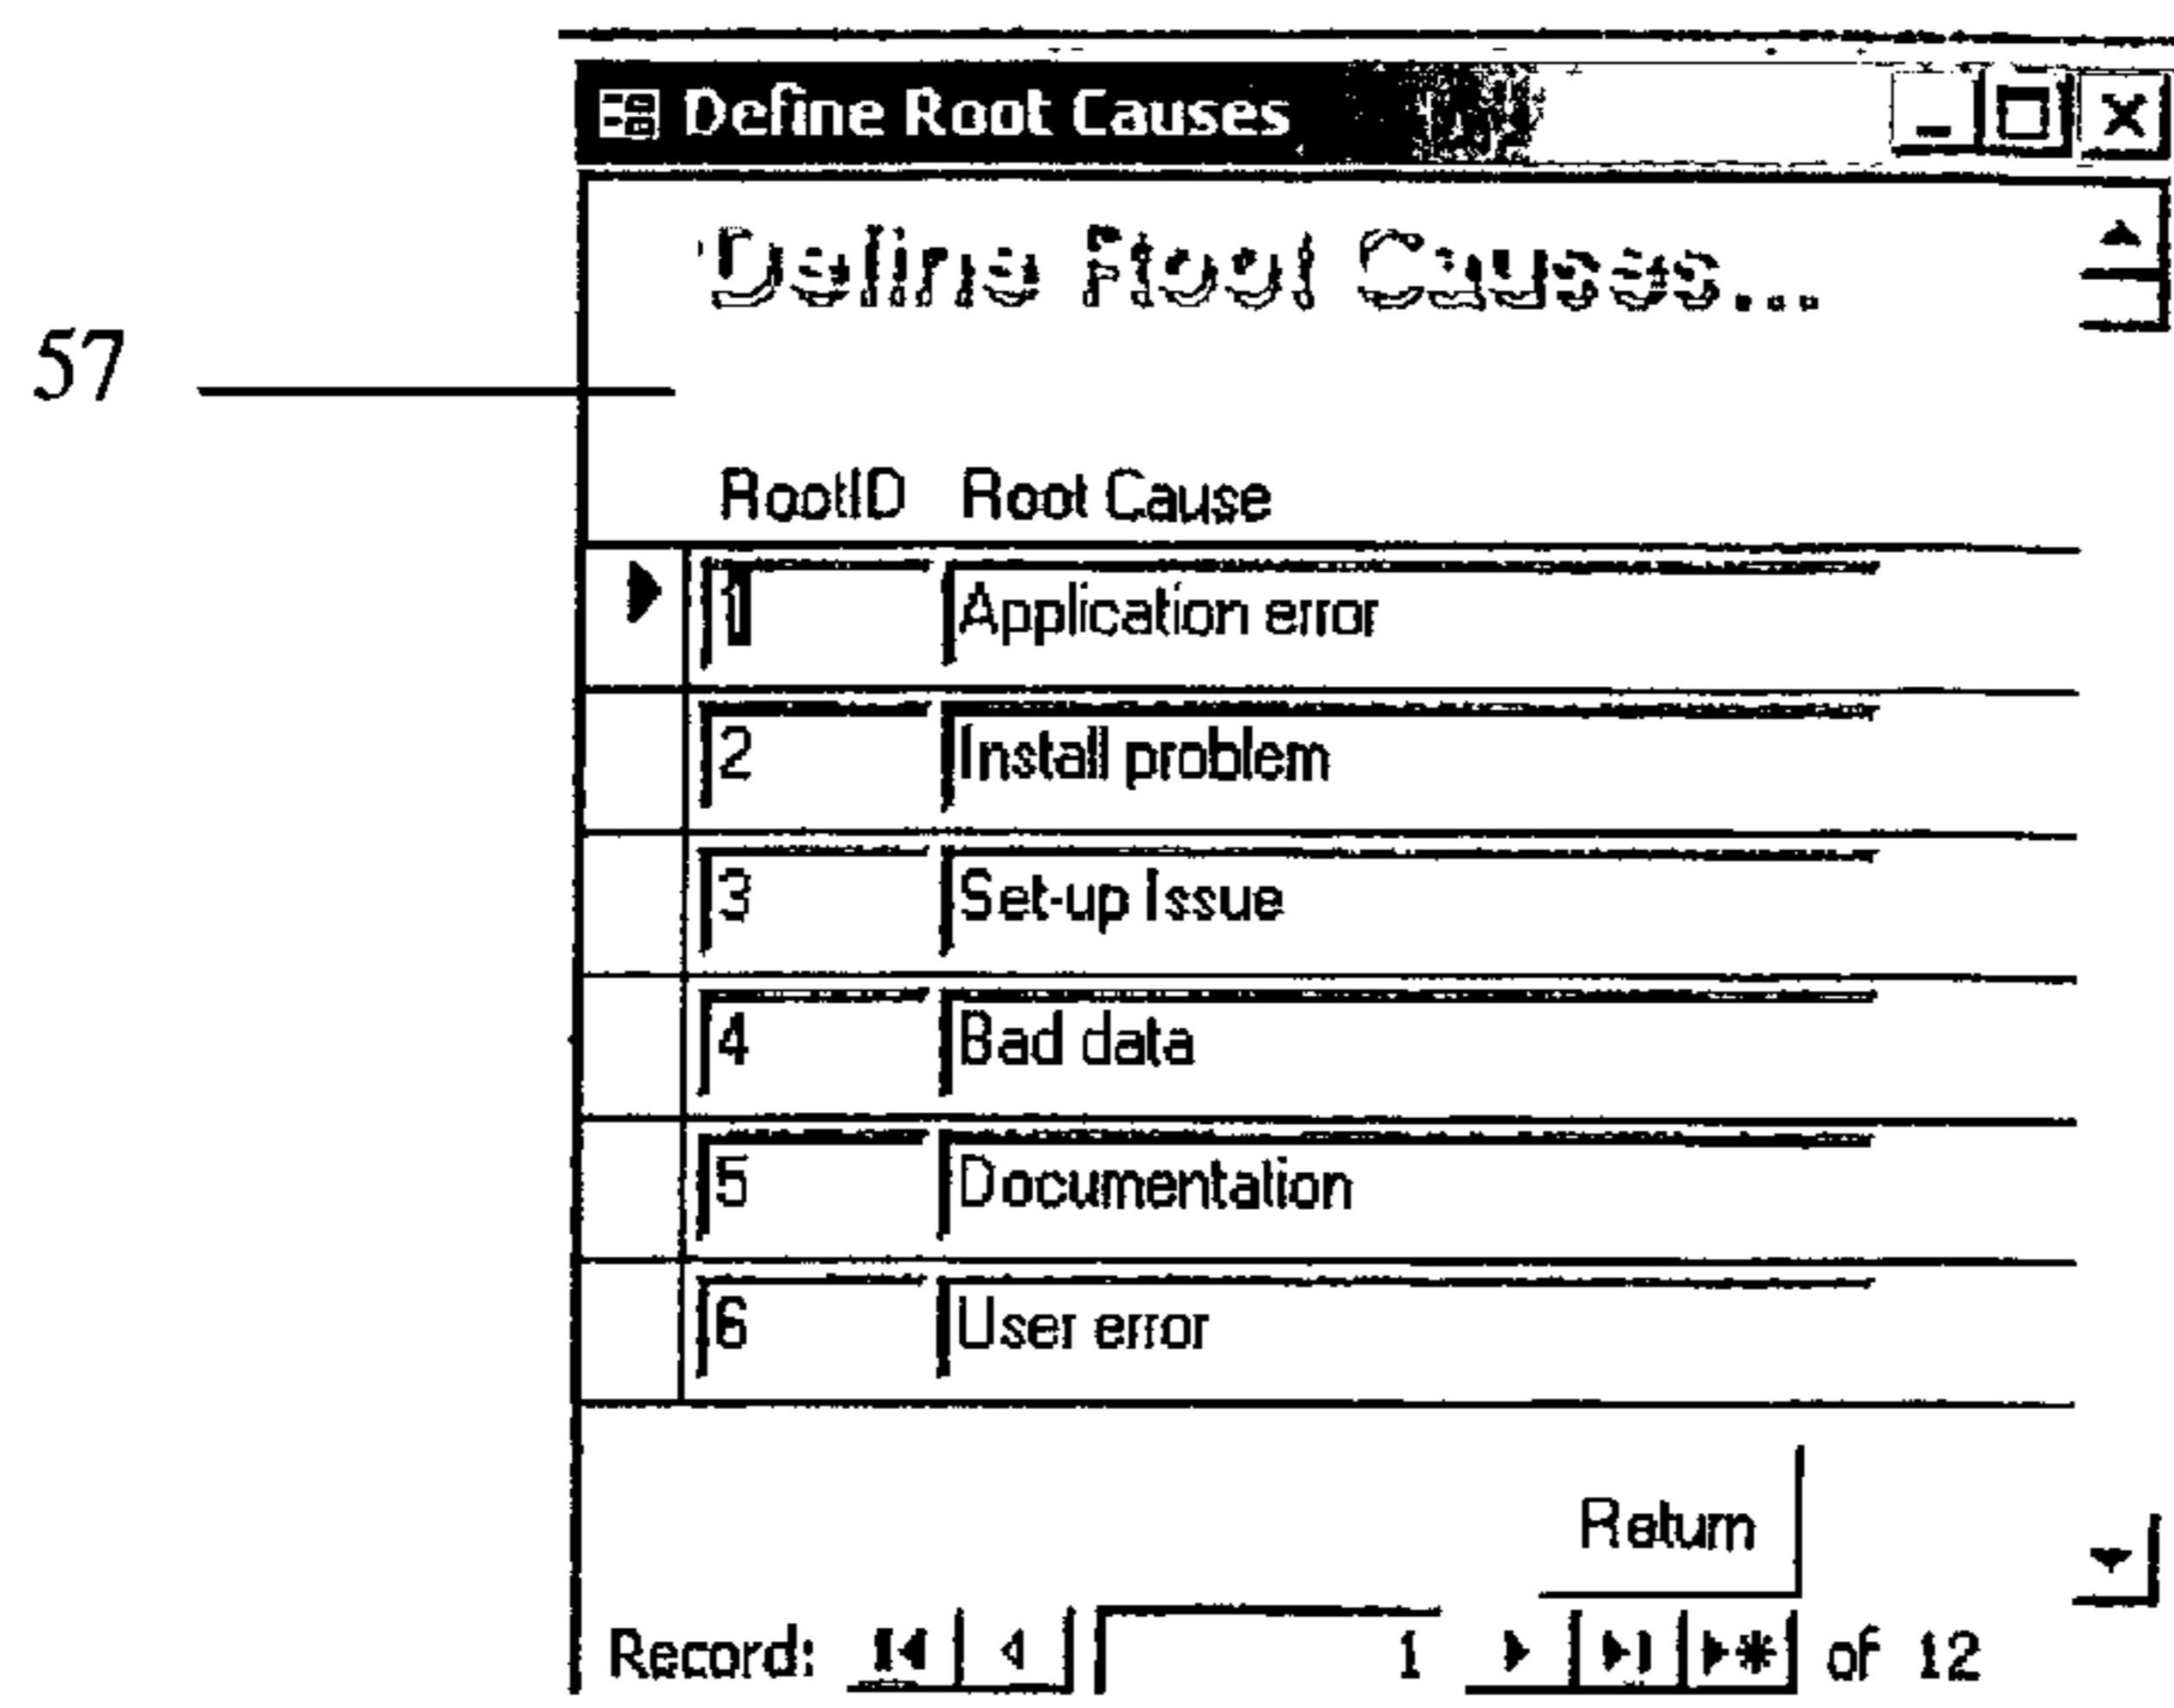 Define Root Causes
Define Root Causes...
57
RootID Root Cause
1 Application error
2 Install problem
3 Set-up Issue
4 Bad data
5 Documentation
6 User error
Return
Record: 1 of 12